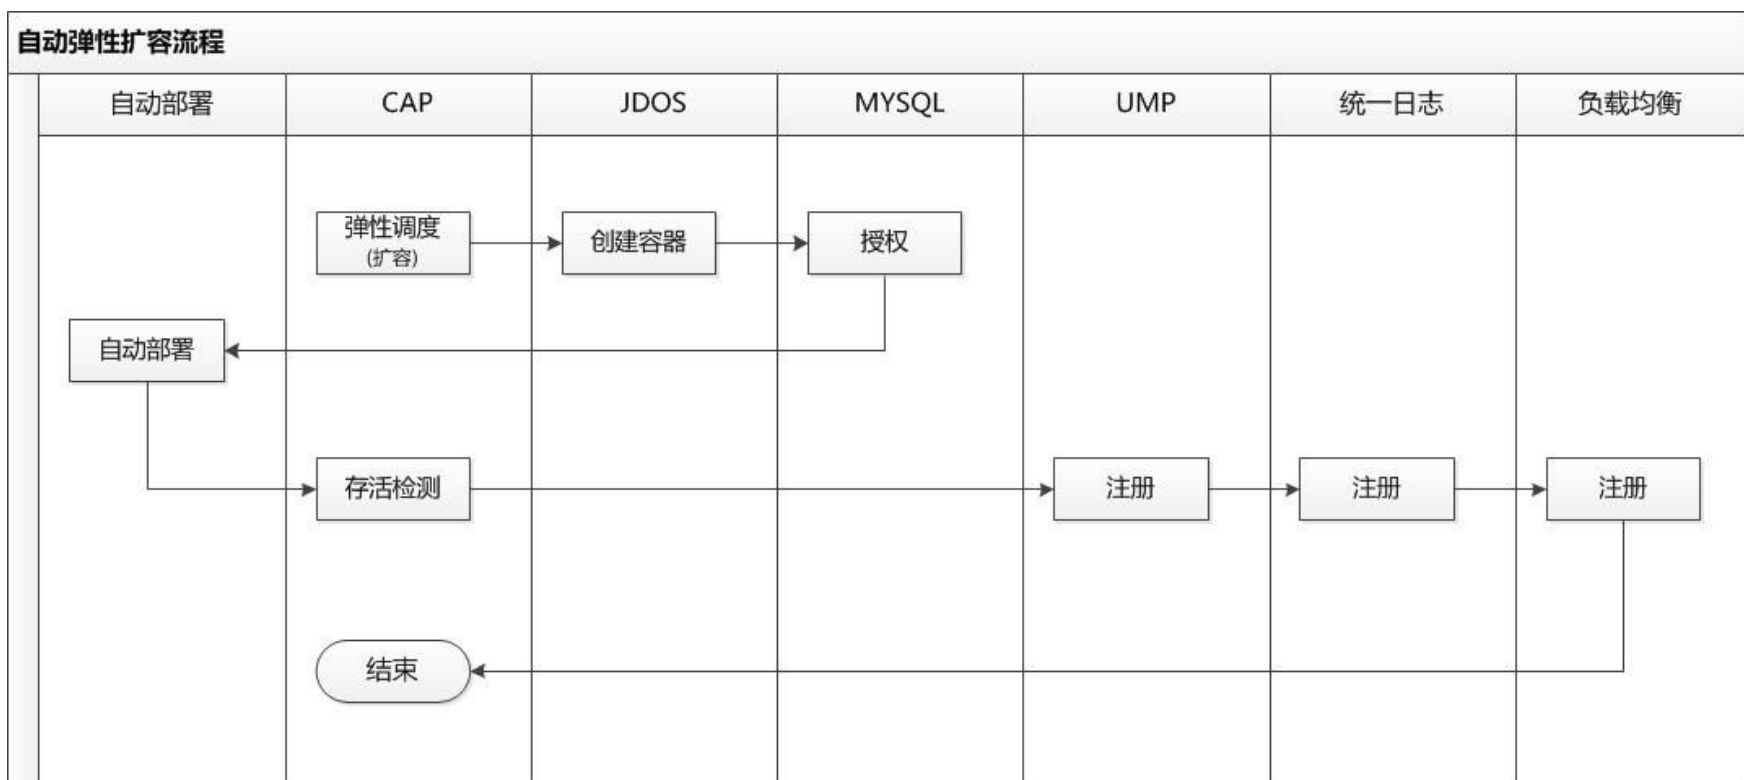 自动弹性扩容流程
自动部署
CAP
JDOS
MYSQL
UMP
统一日志
负载均衡
弹性调度
(扩容)
创建容器
授权
自动部署
存活检测
注册
注册
注册
结束